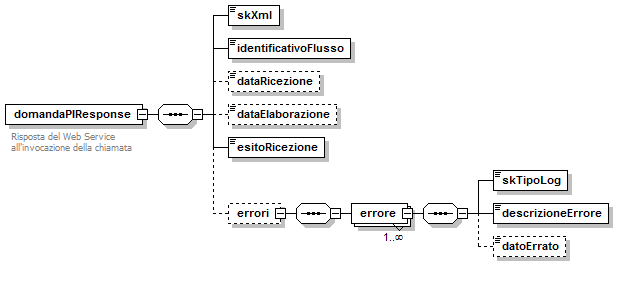 skXml
identificativoFlusso
dataRicezione
domandaPIResponse
dataElaborazione
Risposta del Web Service
all'invocazione della chiamata
esitoRicezione
skTipoLog
errori
errore
descrizioneErrore
1..∞
datoErrato